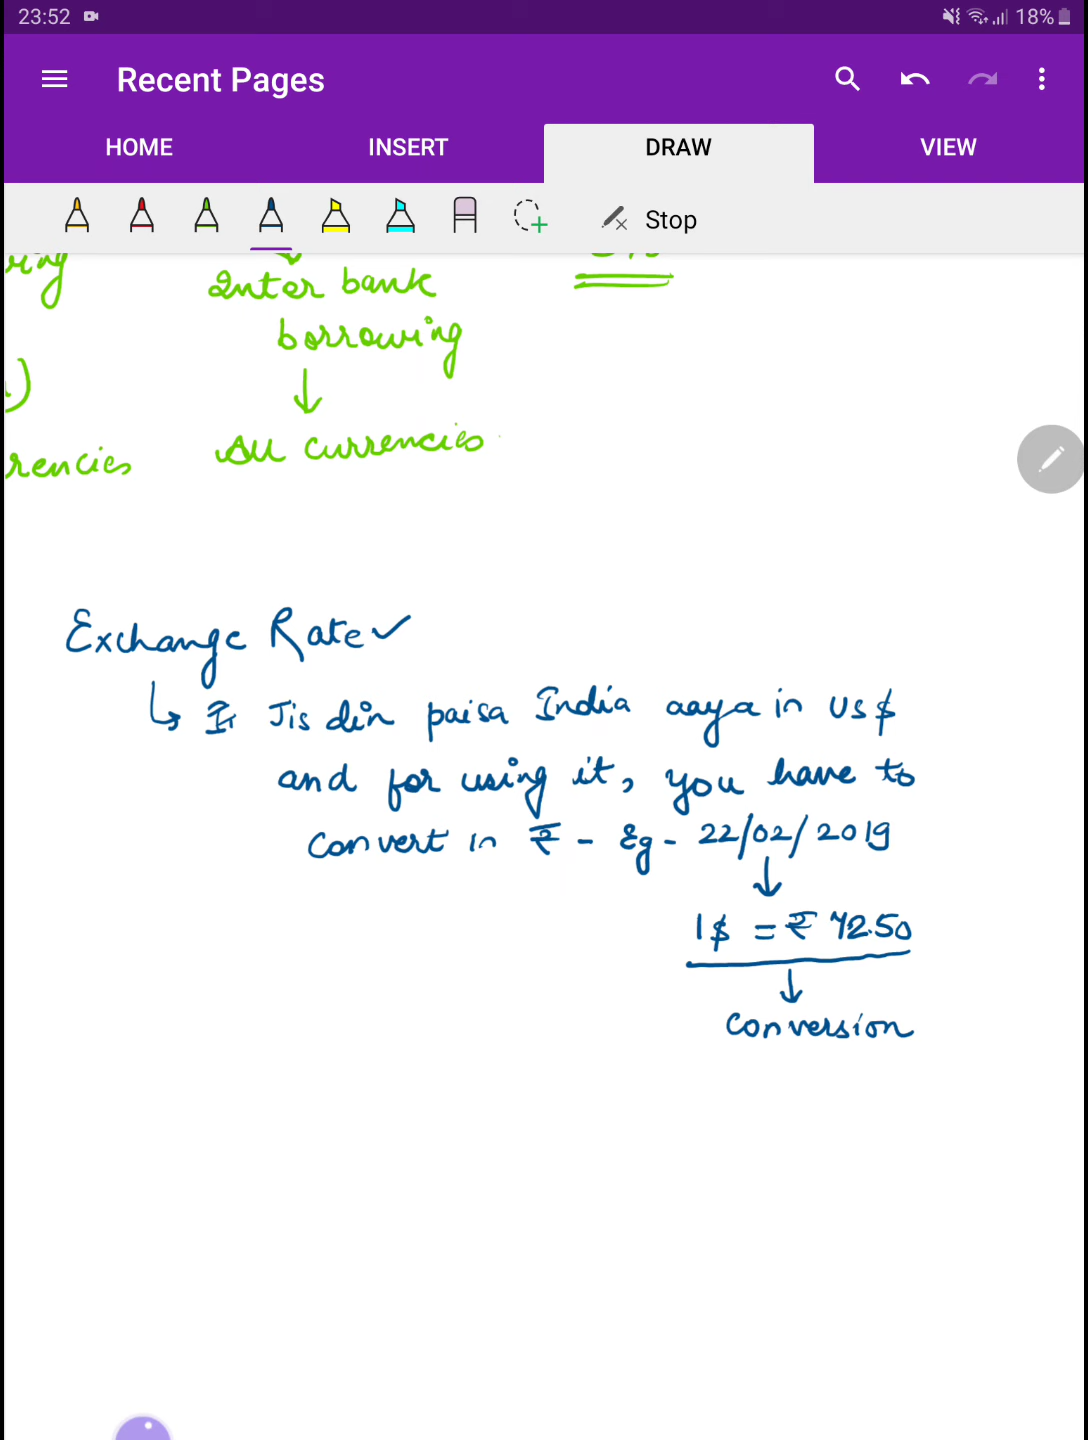 23:52
18%
Recent Pages
HOME INSERT DRAW VIEW
Stop
Inter bank
borrowing
↓
)
rencies All currencies
Exchange Rate ✓
↳ Jis din paisa India aaya in US $
and for using it, you have to
convert in ₹ - Eg - 22/02/2019
↓
1$ = ₹ 72.50
↓
Conversion